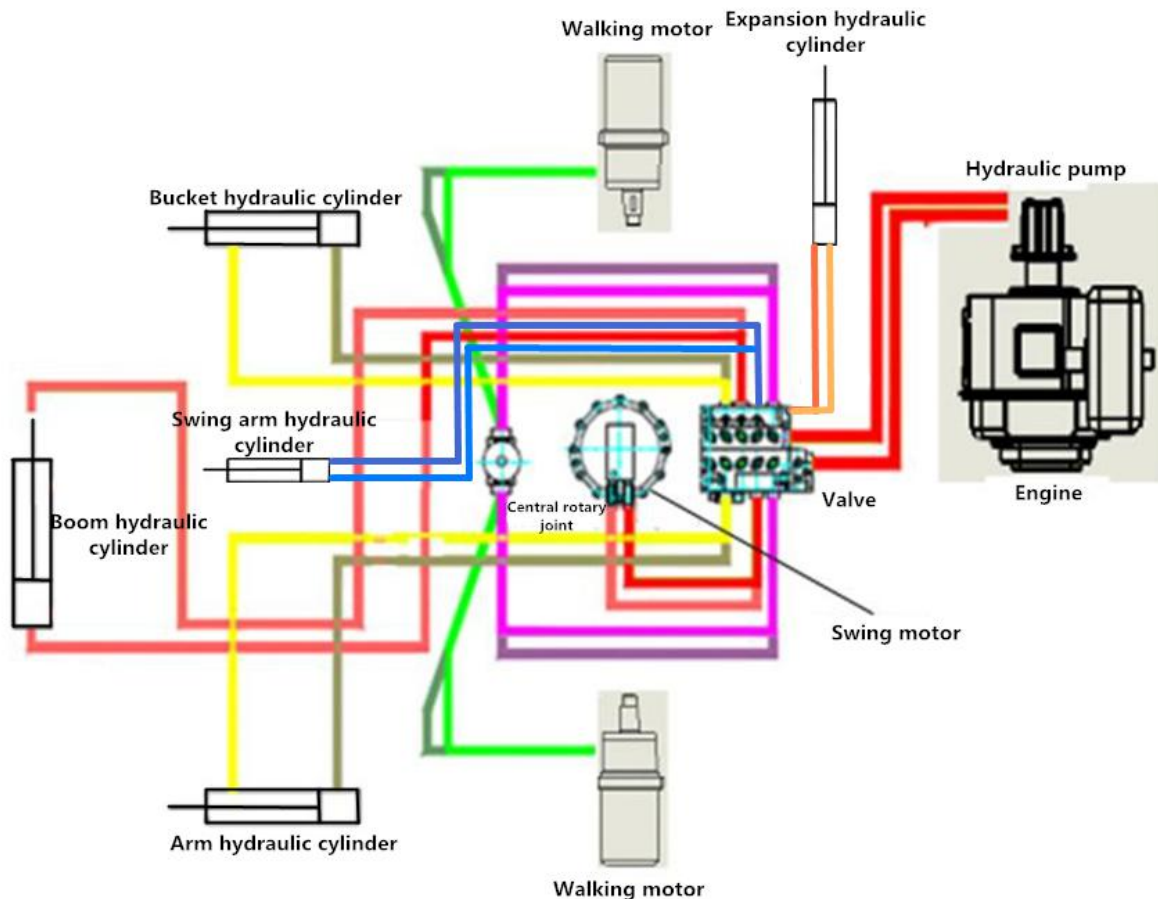 Walking motor
Expansion hydraulic
cylinder
Hydraulic pump
Bucket hydraulic cylinder
Swing arm hydraulic
cylinder
Central rotary
joint
Valve
Engine
Boom hydraulic
cylinder
Swing motor
Arm hydraulic cylinder
Walking motor